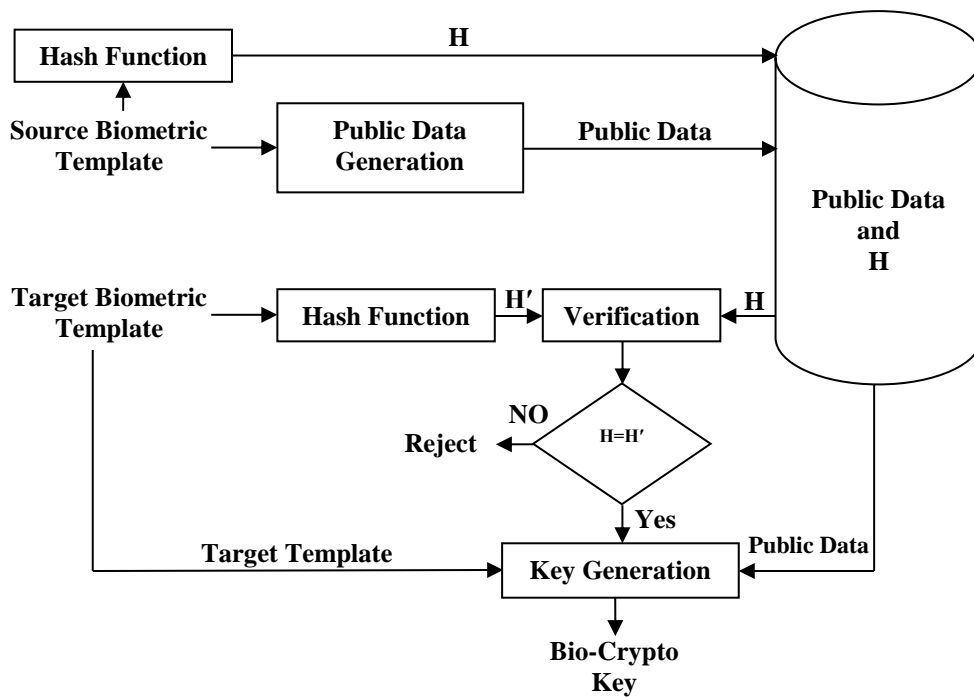 H
Hash Function
Source Biometric
Template
Public Data
Generation
Public Data
Public Data
and
H
Target Biometric
Template
Hash Function
H′
Verification
H
NO
Reject
H=H′
Yes
Target Template
Key Generation
Public Data
Bio-Crypto
Key